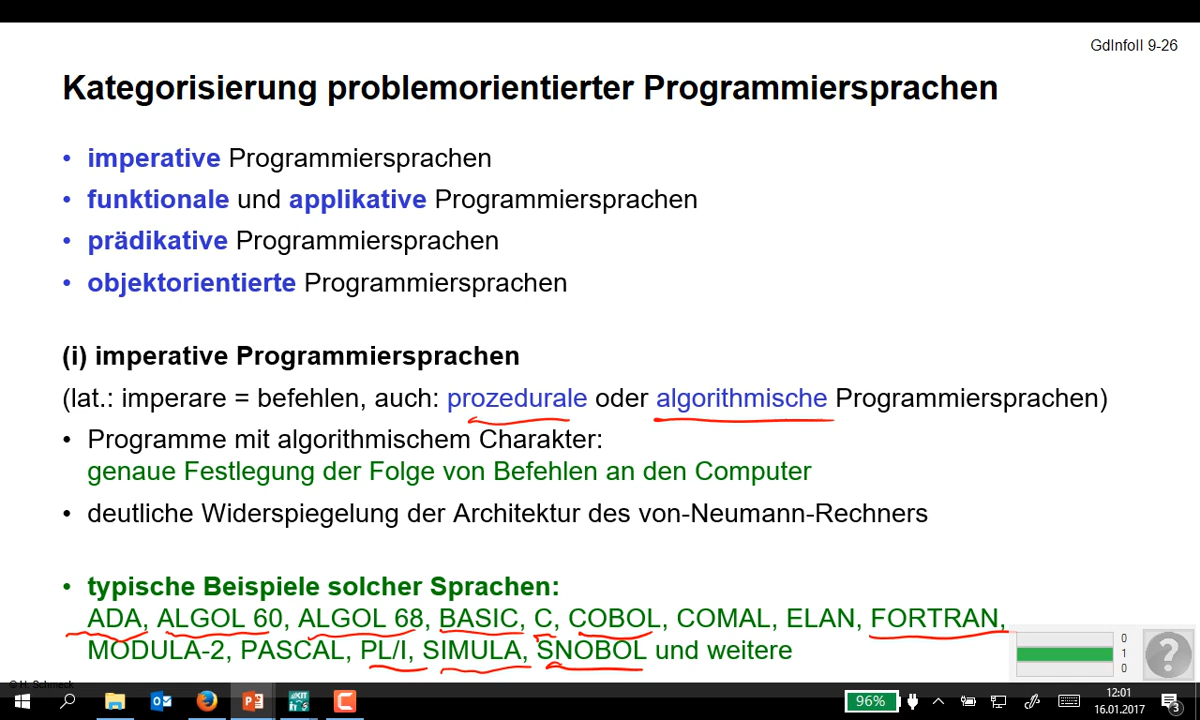 GdInfoII 9-26
Kategorisierung problemorientierter Programmiersprachen
• imperative Programmiersprachen
• funktionale und applikative Programmiersprachen
• prädikative Programmiersprachen
• objektorientierte Programmiersprachen
(i) imperative Programmiersprachen
(lat.: imperare = befehlen, auch: prozedurale oder algorithmische Programmiersprachen)
• Programme mit algorithmischem Charakter:
genaue Festlegung der Folge von Befehlen an den Computer
• deutliche Widerspiegelung der Architektur des von-Neumann-Rechners
• typische Beispiele solcher Sprachen:
ADA, ALGOL 60, ALGOL 68, BASIC, C, COBOL, COMAL, ELAN, FORTRAN,
MODULA-2, PASCAL, PL/I, SIMULA, SNOBOL und weitere
0
1
0
?
© H. Schmeck
96%
12:01
16.01.2017
3